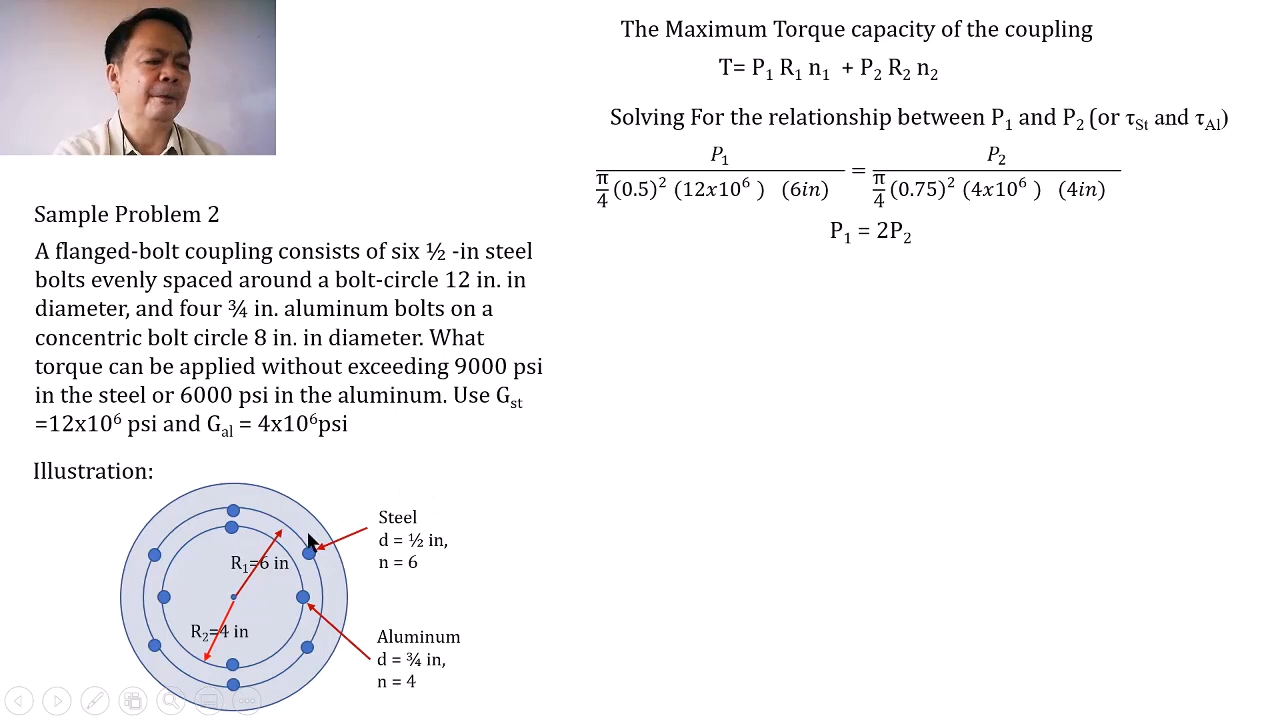 The Maximum Torque capacity of the coupling
T= P₁ R₁ n₁ + P₂ R₂ n₂
Solving For the relationship between P₁ and P₂ (or τ_St and τ_Al)
P₁ / (π/4 (0.5)² (12x10⁶ ) (6in)) = P₂ / (π/4 (0.75)² (4x10⁶ ) (4in))
P₁ = 2P₂
Sample Problem 2
A flanged-bolt coupling consists of six ½ -in steel
bolts evenly spaced around a bolt-circle 12 in. in
diameter, and four ¾ in. aluminum bolts on a
concentric bolt circle 8 in. in diameter. What
torque can be applied without exceeding 9000 psi
in the steel or 6000 psi in the aluminum. Use G_st
=12x10⁶ psi and G_al = 4x10⁶psi
Illustration:
Steel
d = ½ in,
n = 6
R₁=6 in
R₂=4 in
Aluminum
d = ¾ in,
n = 4